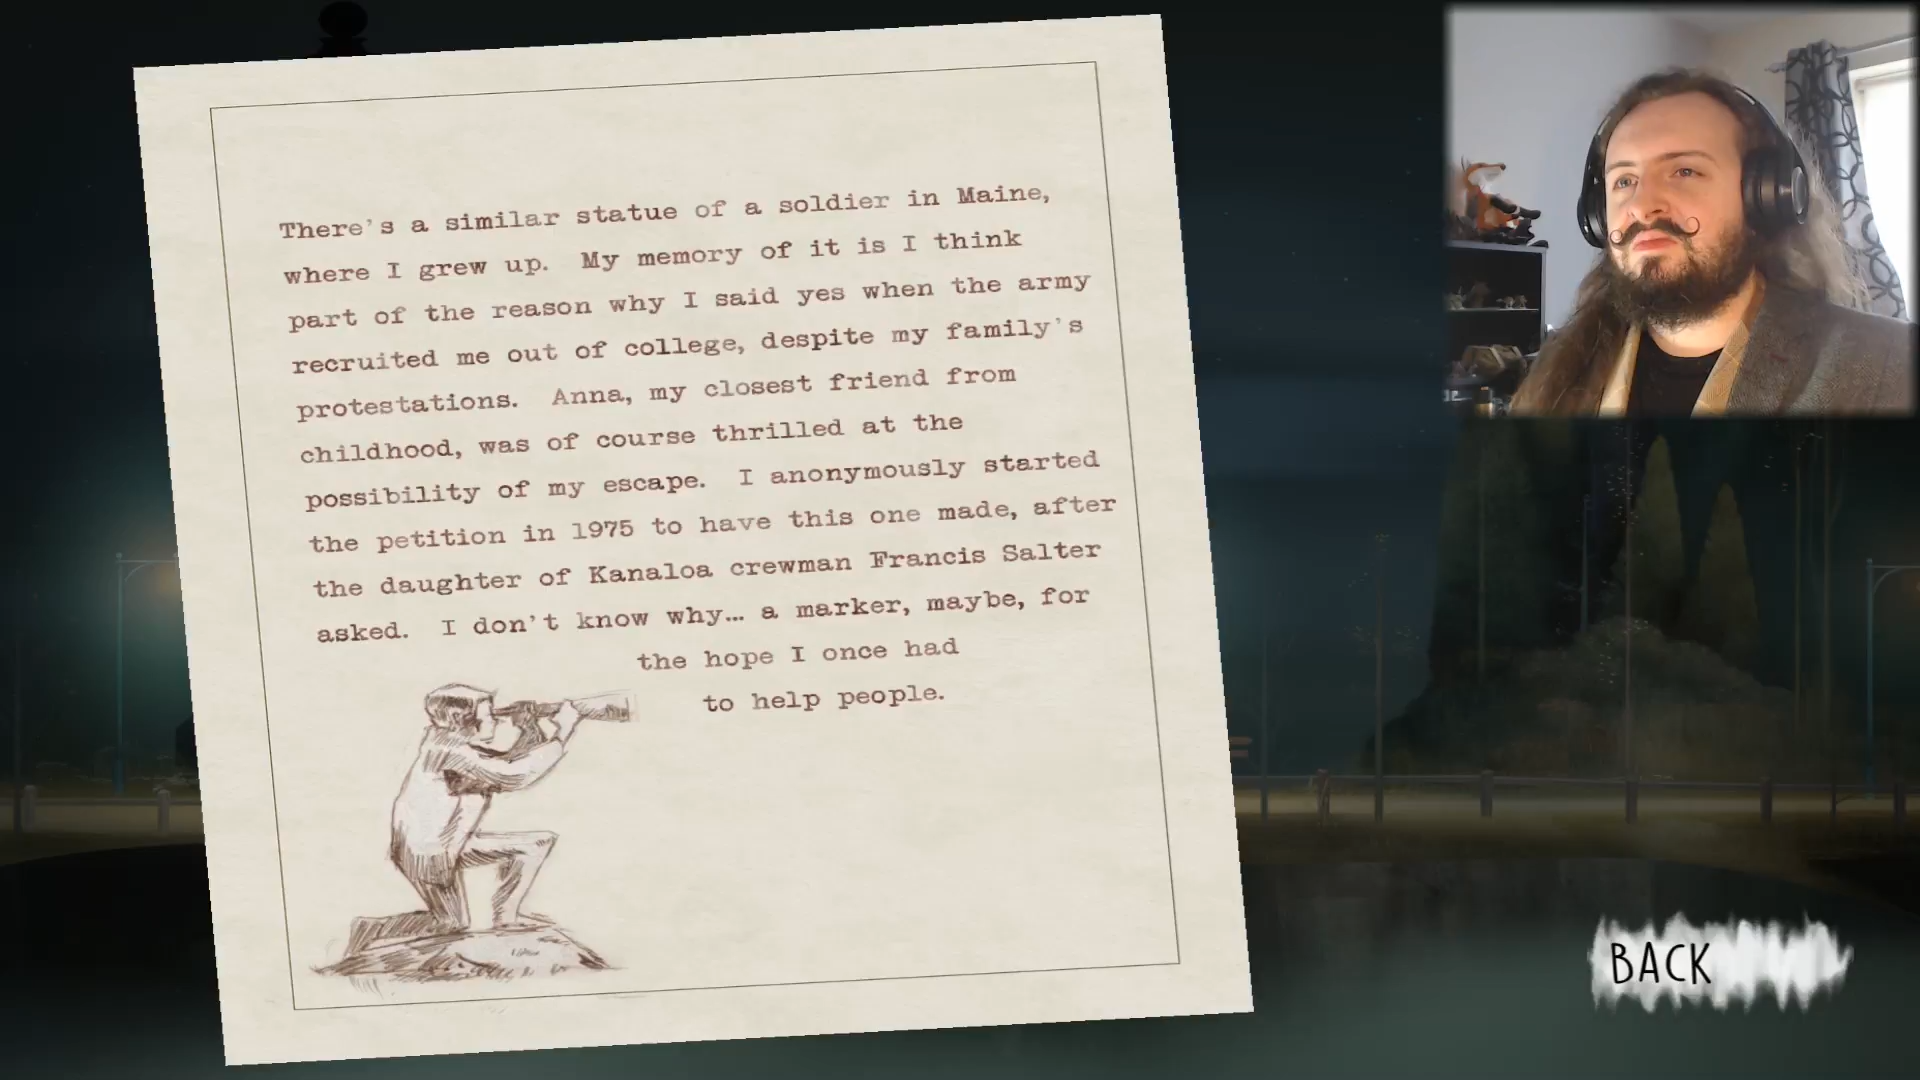 There's a similar statue of a soldier in Maine,
where I grew up.  My memory of it is I think
part of the reason why I said yes when the army
recruited me out of college, despite my family's
protestations.  Anna, my closest friend from
childhood, was of course thrilled at the
possibility of my escape.  I anonymously started
the petition in 1975 to have this one made, after
the daughter of Kanaloa crewman Francis Salter
asked.  I don't know why… a marker, maybe, for
the hope I once had
to help people.
BACK